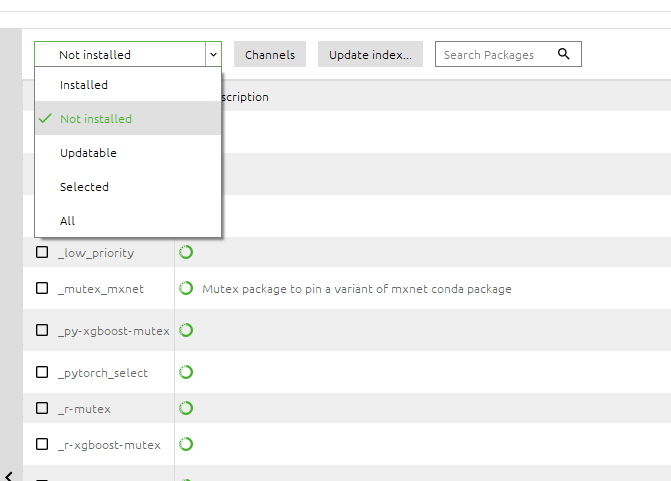 Not installed
Channels
Update index...
Search Packages
Installed
Not installed
Updatable
Selected
All
scription
_low_priority
_mutex_mxnet Mutex package to pin a variant of mxnet conda package
_py-xgboost-mutex
_pytorch_select
_r-mutex
_r-xgboost-mutex